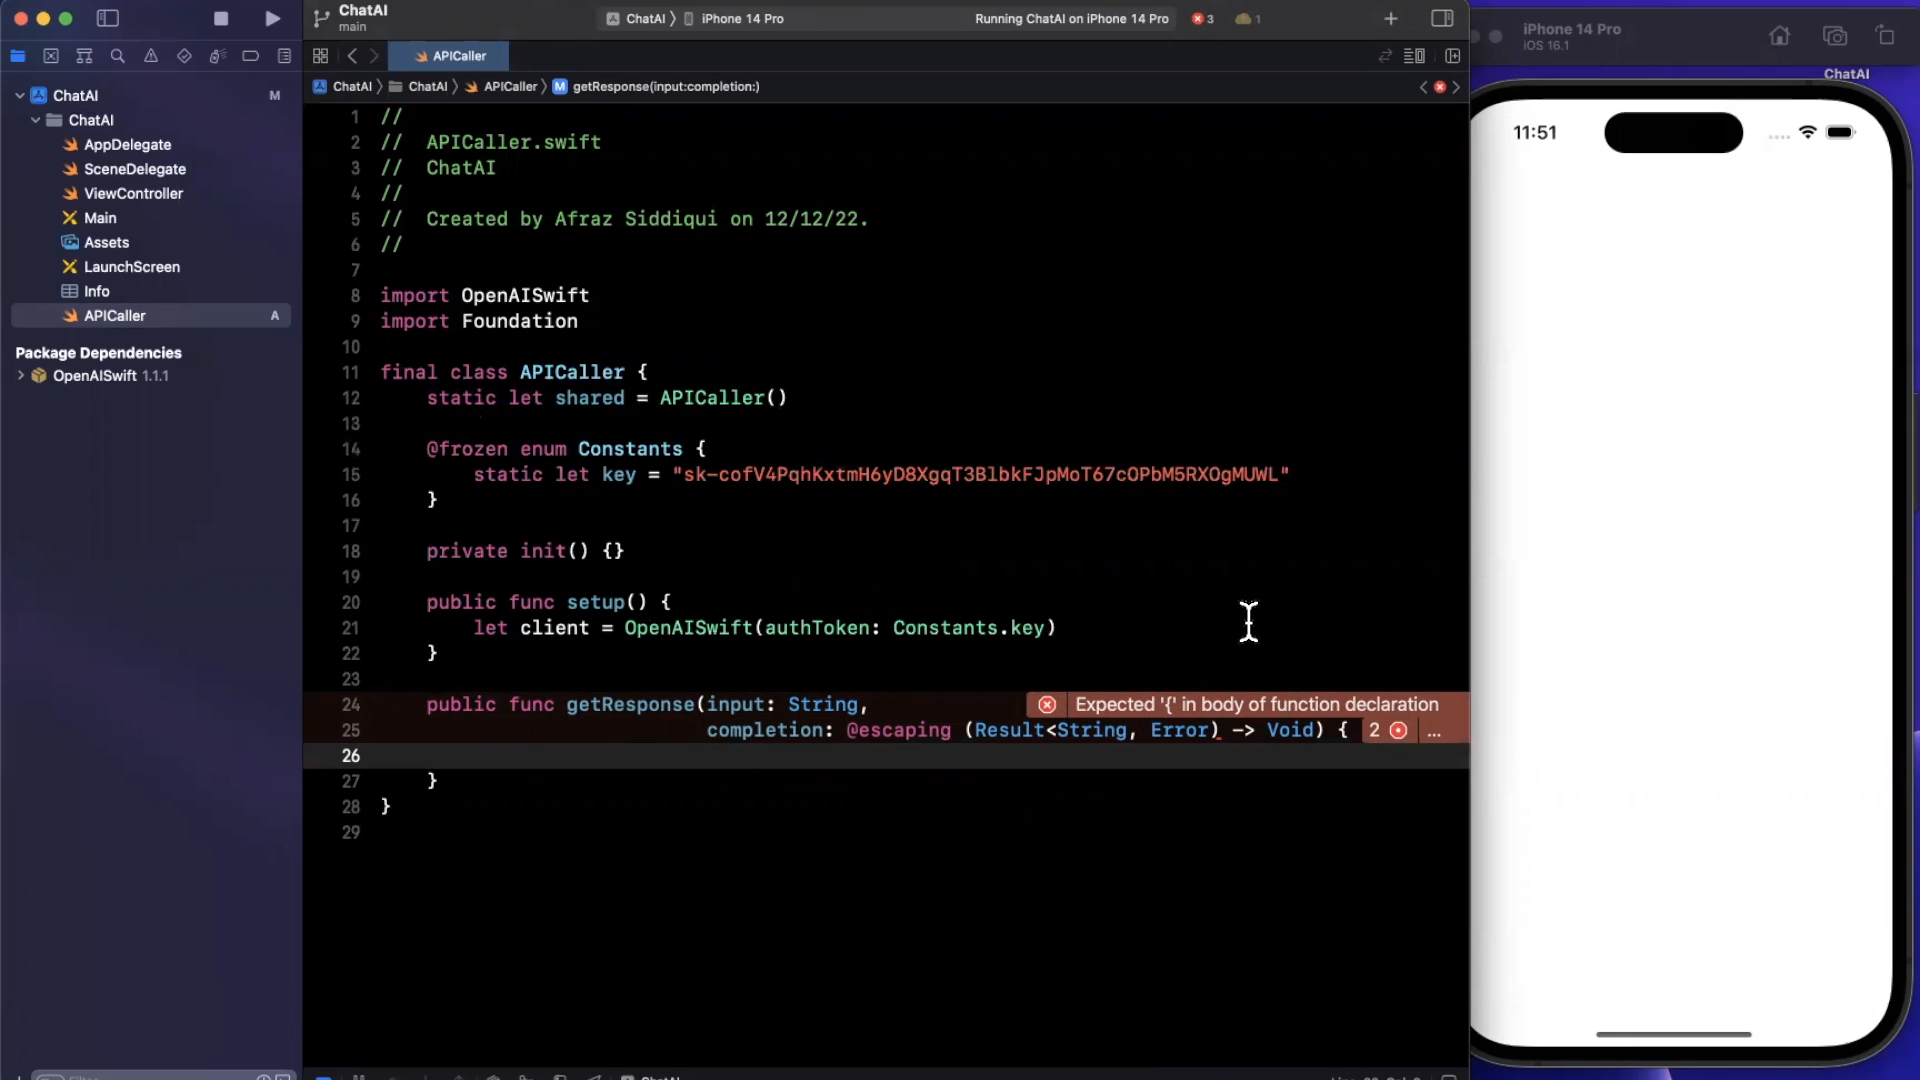 ChatAI
main
ChatAI
iPhone 14 Pro
Running ChatAI on iPhone 14 Pro
3
1
iPhone 14 Pro
iOS 16.1
APICaller
ChatAI
ChatAI
ChatAI
APICaller
M
getResponse(input:completion:)
ChatAI
M
ChatAI
AppDelegate
SceneDelegate
ViewController
Main
Assets
LaunchScreen
Info
APICaller
A
Package Dependencies
OpenAISwift 1.1.1
1 //
2 //  APICaller.swift
3 //  ChatAI
4 //
5 //  Created by Afraz Siddiqui on 12/12/22.
6 //
7
8 import OpenAISwift
9 import Foundation
10
11 final class APICaller {
12 static let shared = APICaller()
13
14 @frozen enum Constants {
15 static let key = "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"
16 }
17
18 private init() {}
19
20 public func setup() {
21 let client = OpenAISwift(authToken: Constants.key)
22 }
23
24 public func getResponse(input: String,
Expected '{' in body of function declaration
25 completion: @escaping (Result<String, Error) -> Void) {
2
...
26
27 }
28 }
29
11:51
ChatAI